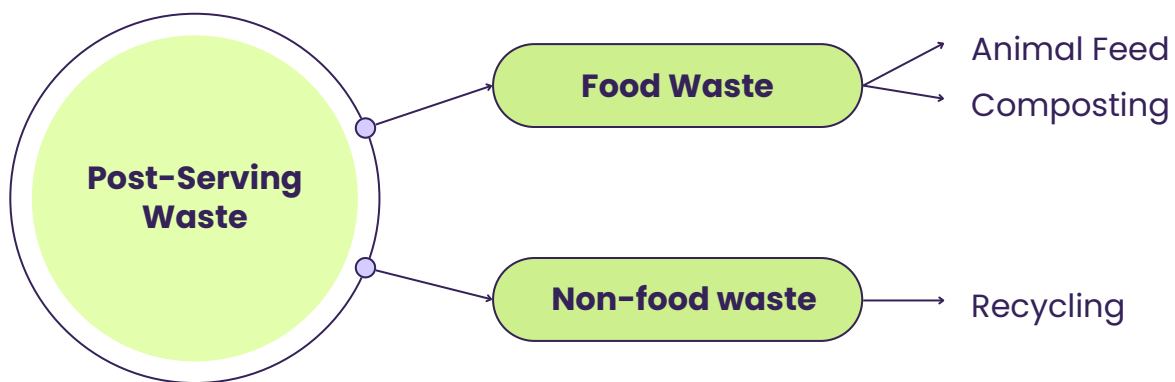 Post-Serving
Waste
Food Waste
Animal Feed
Composting
Non-food waste
Recycling